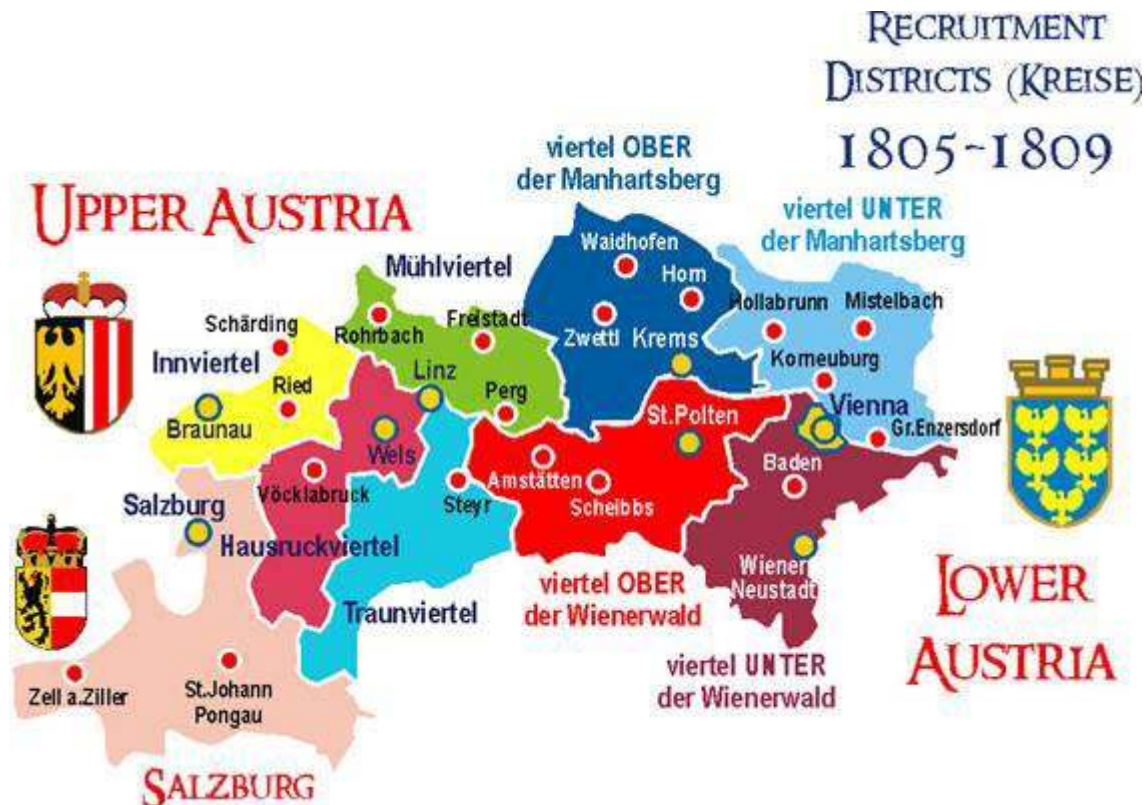 RECRUITMENT
DISTRICTS (KREISE)
1805-1809
UPPER AUSTRIA
viertel OBER
der Manhartsberg
viertel UNTER
der Manhartsberg
Waidhofen
Horn
Mühlviertel
Hollabrunn
Mistelbach
Schärding
Rohrbach
Freistadt
Zwettl
Krems
Korneuburg
Innviertel
Linz
Ried
Perg
St.Polten
Vienna
Braunau
Wels
Gr.Enzersdorf
Baden
Vöcklabruck
Steyr
Amstätten
Scheibbs
Salzburg
Hausruckviertel
Wiener
Neustadt
viertel OBER
der Wienerwald
LOWER
AUSTRIA
Traunviertel
viertel UNTER
der Wienerwald
Zell a.Ziller
St.Johann
Pongau
SALZBURG